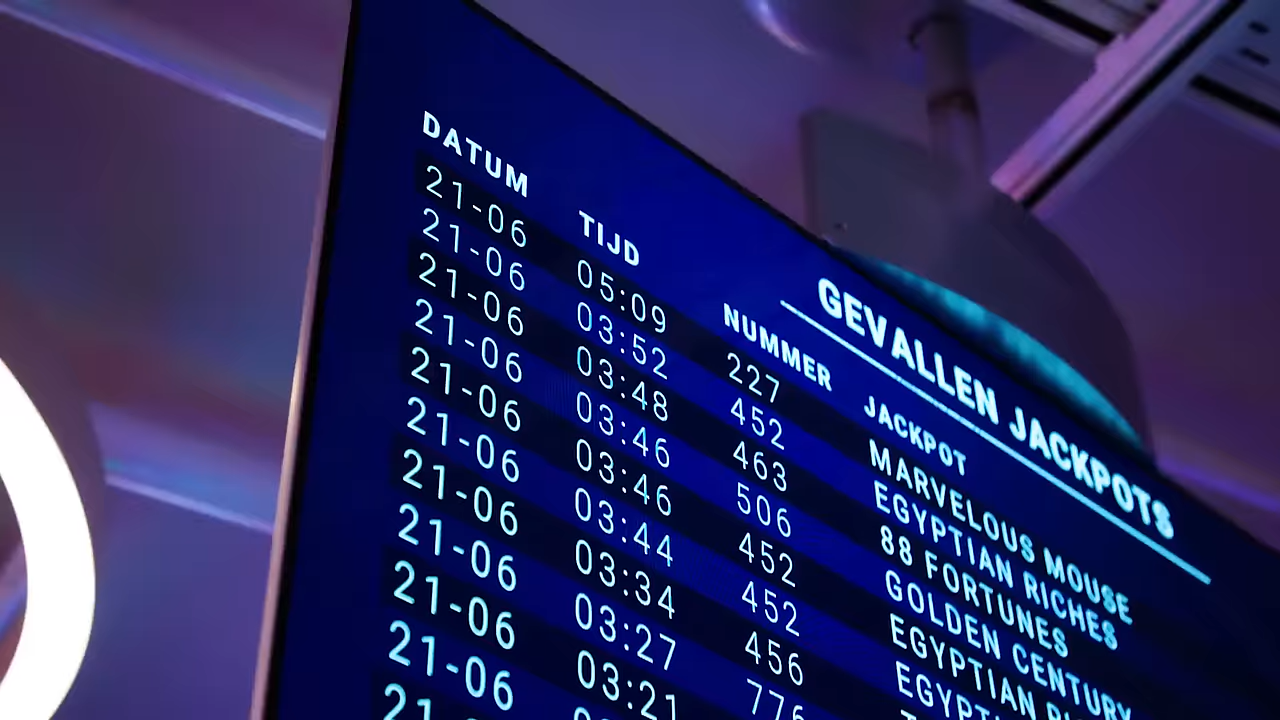 GEVALLEN JACKPOTS
DATUM TIJD NUMMER JACKPOT
21-06 05:09 227 MARVELOUS MOUSE
21-06 03:52 452 EGYPTIAN RICHES
21-06 03:48 463 88 FORTUNES
21-06 03:46 506 GOLDEN CENTURY
21-06 03:46 452 EGYPTIAN
21-06 03:44 452
21-06 03:34 456
21-06 03:27 776
21-06 03:21
21-06